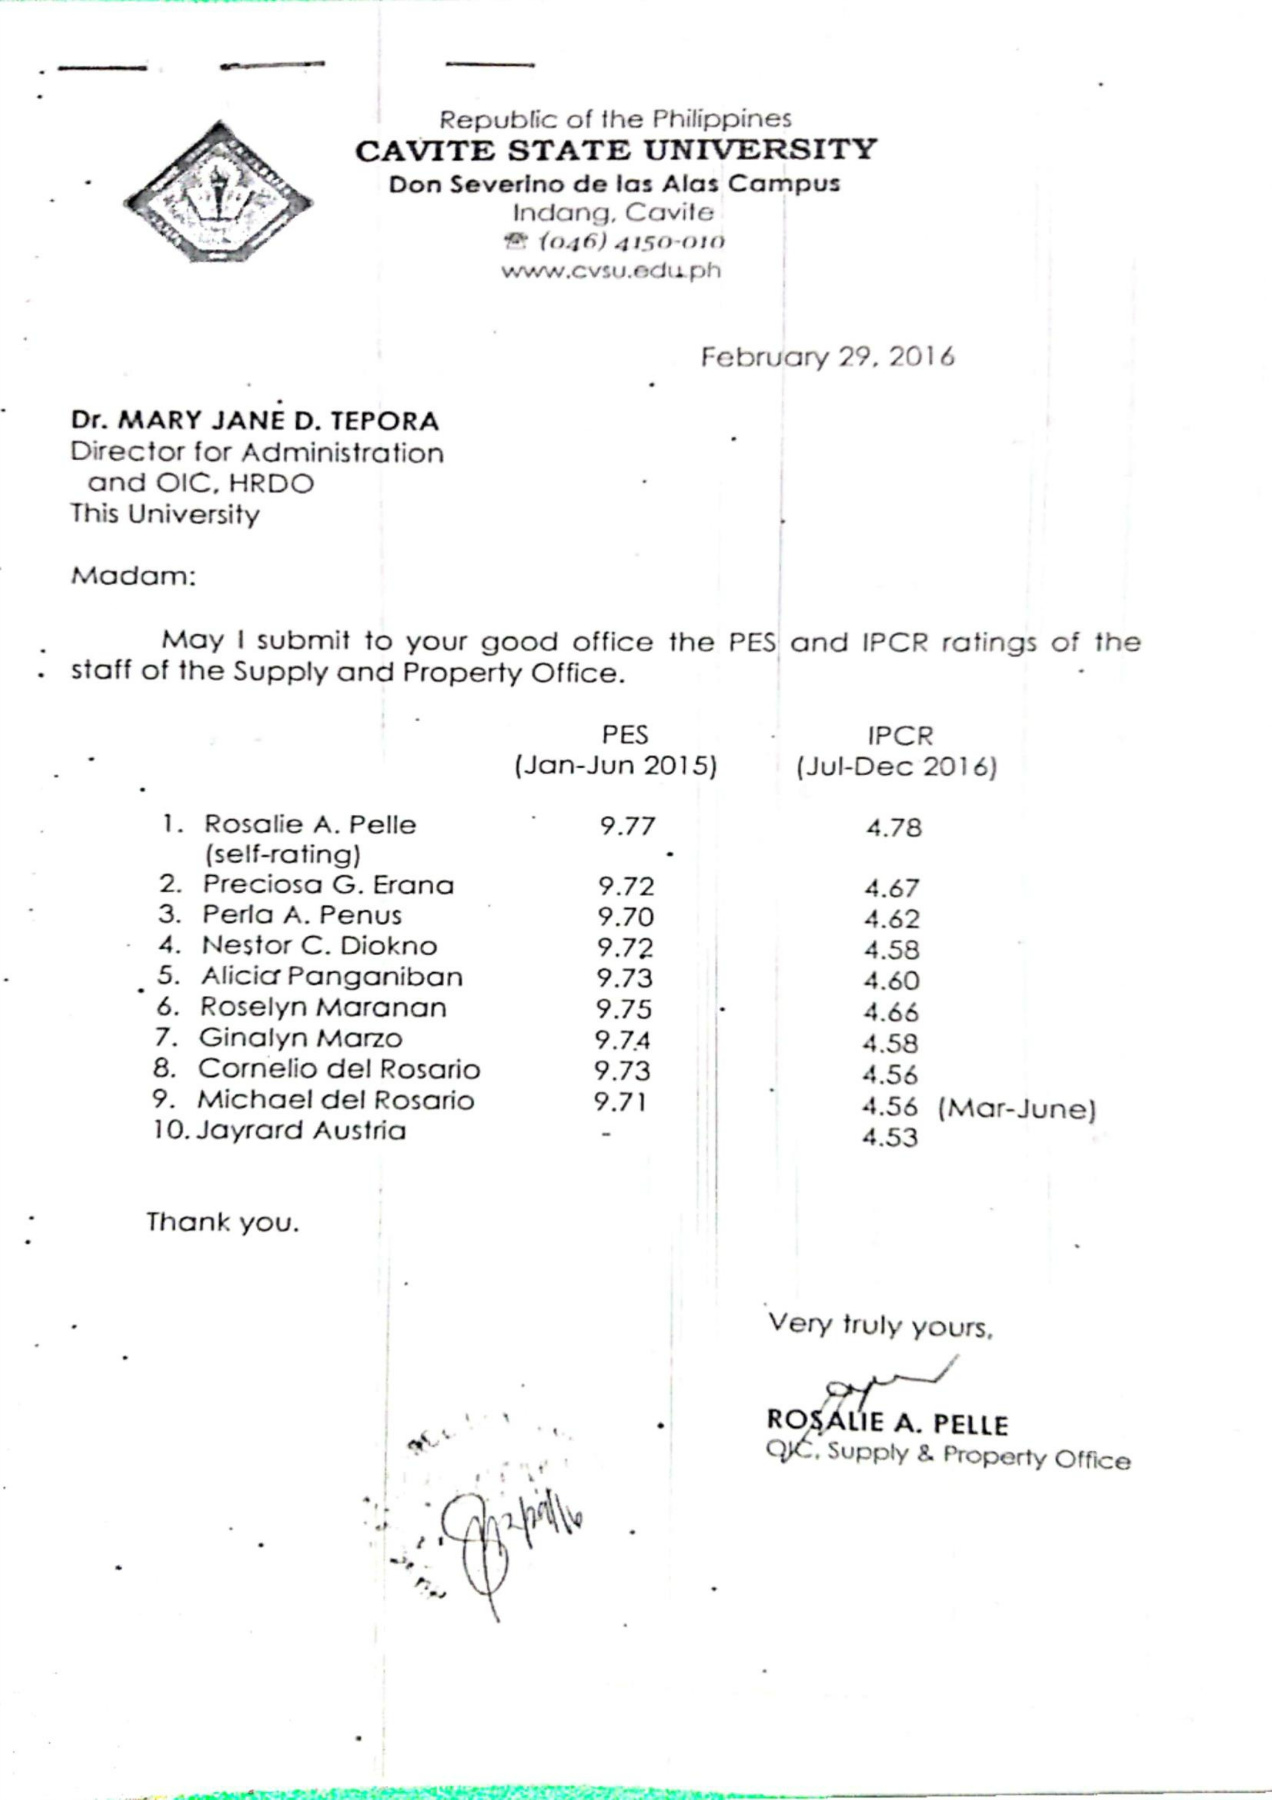 Republic of the Philippines
CAVITE STATE UNIVERSITY
Don Severino de las Alas Campus
Indang, Cavite
☎ (046) 4150-010
www.cvsu.edu.ph
February 29, 2016
Dr. MARY JANE D. TEPORA
Director for Administration
and OIC, HRDO
This University
Madam:
May I submit to your good office the PES and IPCR ratings of the
staff of the Supply and Property Office.
PES IPCR
(Jan-Jun 2015) (Jul-Dec 2016)
1. Rosalie A. Pelle 9.77 4.78
(self-rating)
2. Preciosa G. Erana 9.72 4.67
3. Perla A. Penus 9.70 4.62
4. Nestor C. Diokno 9.72 4.58
5. Alicia Panganiban 9.73 4.60
6. Roselyn Maranan 9.75 4.66
7. Ginalyn Marzo 9.74 4.58
8. Cornelio del Rosario 9.73 4.56
9. Michael del Rosario 9.71 4.56 (Mar-June)
10. Jayrard Austria - 4.53
Thank you.
Very truly yours,
ROSALIE A. PELLE
OIC, Supply & Property Office
2/29/16